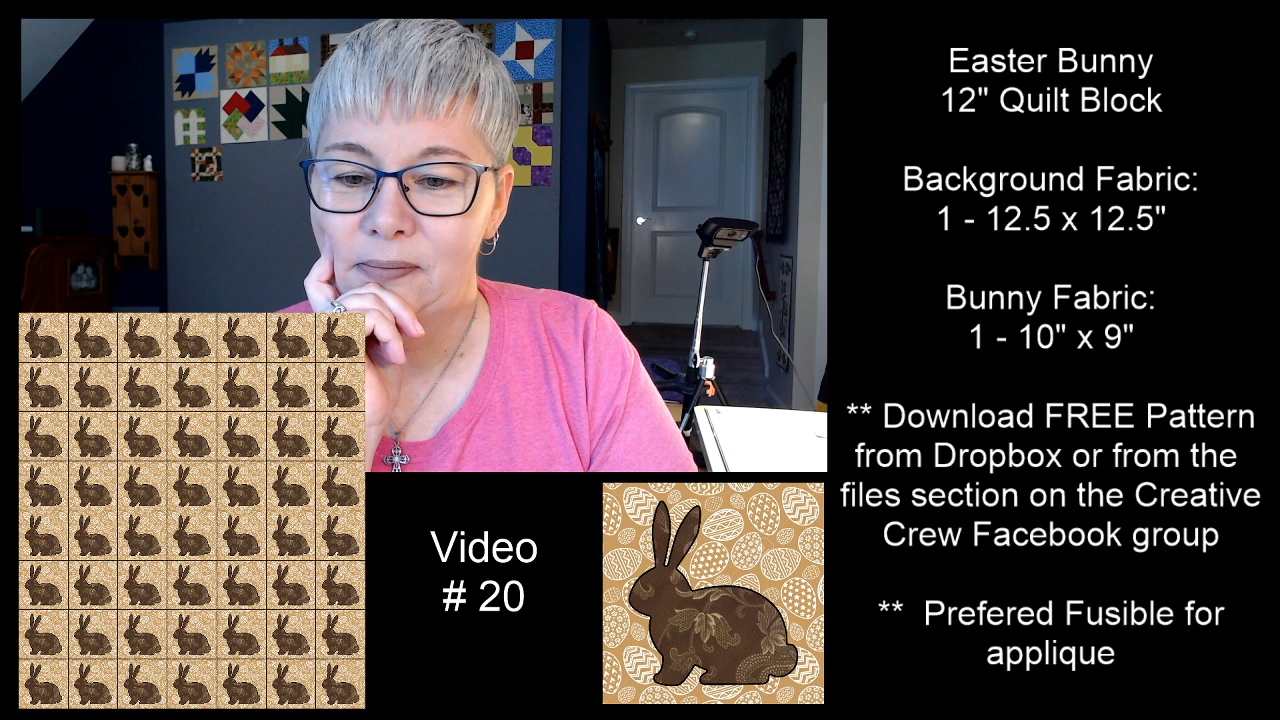 Easter Bunny
12" Quilt Block
Background Fabric:
1 - 12.5 x 12.5"
Bunny Fabric:
1 - 10" x 9"
** Download FREE Pattern
from Dropbox or from the
files section on the Creative
Crew Facebook group
** Prefered Fusible for
applique
Video
# 20